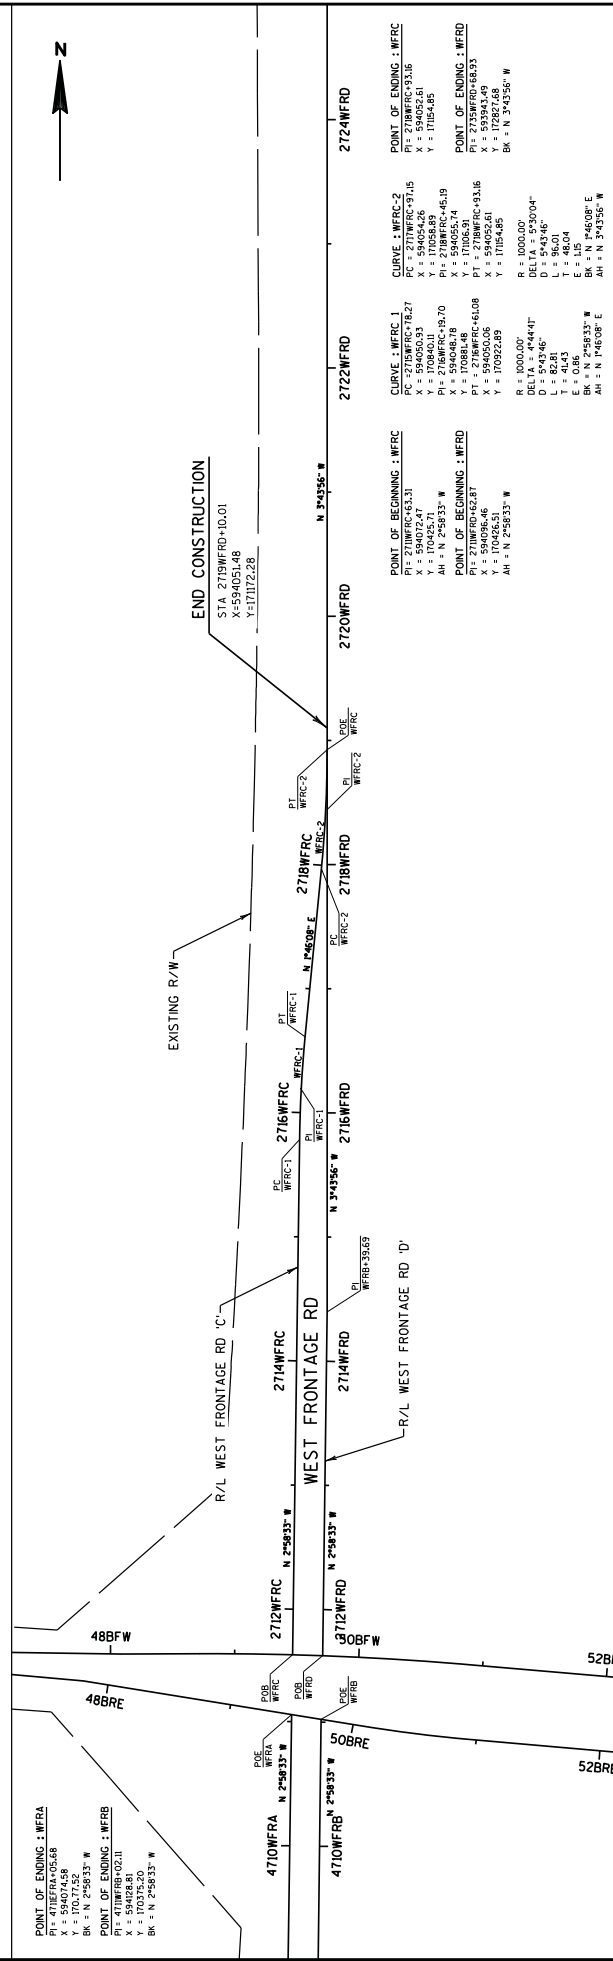 N
POINT OF ENDING : WFRC
PI = 2718WFRC+93.16
X = 594052.61
Y = 171154.85
POINT OF ENDING : WFRD
PI = 2735WFRD+68.93
X = 593943.49
Y = 172827.68
BK = N 3°43'56" W
CURVE : WFRC-2
PC = 2717WFRC+97.15
X = 594054.26
Y = 171058.89
PI = 2718WFRC+45.19
X = 594055.74
Y = 171106.91
PT = 2718WFRC+93.16
X = 594052.61
Y = 171154.85
R = 1000.00'
DELTA = 5°30'04"
D = 5°43'46"
L = 96.01
T = 48.04
E = 1.15
BK = N 1°46'08" E
AH = N 3°43'56" W
CURVE : WFRC 1
PC = 2715WFRC+78.27
X = 594050.93
Y = 170840.11
PI = 2716WFRC+19.70
X = 594048.78
Y = 170881.48
PT = 2716WFRC+61.08
X = 594050.06
Y = 170922.89
R = 1000.00'
DELTA = 4°44'41"
D = 5°43'46"
L = 82.81
T = 41.43
E = 0.86
BK = N 2°58'33" W
AH = N 1°46'08" E
POINT OF BEGINNING : WFRC
PI = 2711WFRC+63.31
X = 594072.47
Y = 170425.71
AH = N 2°58'33" W
POINT OF BEGINNING : WFRD
PI = 2711WFRD+62.87
X = 594096.46
Y = 170426.51
AH = N 2°58'33" W
2724WFRD
2722WFRD
N 3°43'56" W
2720WFRD
END CONSTRUCTION
STA 2719WFRD+10.01
X=594051.48
Y=171172.28
POE
WFRC
PT
WFRC-2
PI
WFRC-2
WFRC-2
2718WFRC
2718WFRD
PC
WFRC-2
EXISTING R/W
N 1°46'08" E
PT
WFRC-1
WFRC-1
2716WFRC
2716WFRD
PI
WFRC-1
PC
WFRC-1
N 3°43'56" W
PI
WFRB+39.69
R/L WEST FRONTAGE RD 'C'
R/L WEST FRONTAGE RD 'D'
2714WFRC
2714WFRD
WEST FRONTAGE RD
N 2°58'33" W
N 2°58'33" W
2712WFRC
2712WFRD
48BFW
50BFW
48BRE
50BRE
52BRE
POB
WFRC
POB
WFRD
POE
WFRB
POE
WFRA
N 2°58'33" W
N 2°58'33" W
4710WFRA
4710WFRB
POINT OF ENDING : WFRA
PI = 4711EFRA+05.68
X = 594074.58
Y = 170.77.52
BK = N 2°58'33" W
POINT OF ENDING : WFRB
PI = 4711WFRB+02.11
X = 594128.81
Y = 170375.20
BK = N 2°58'33" W